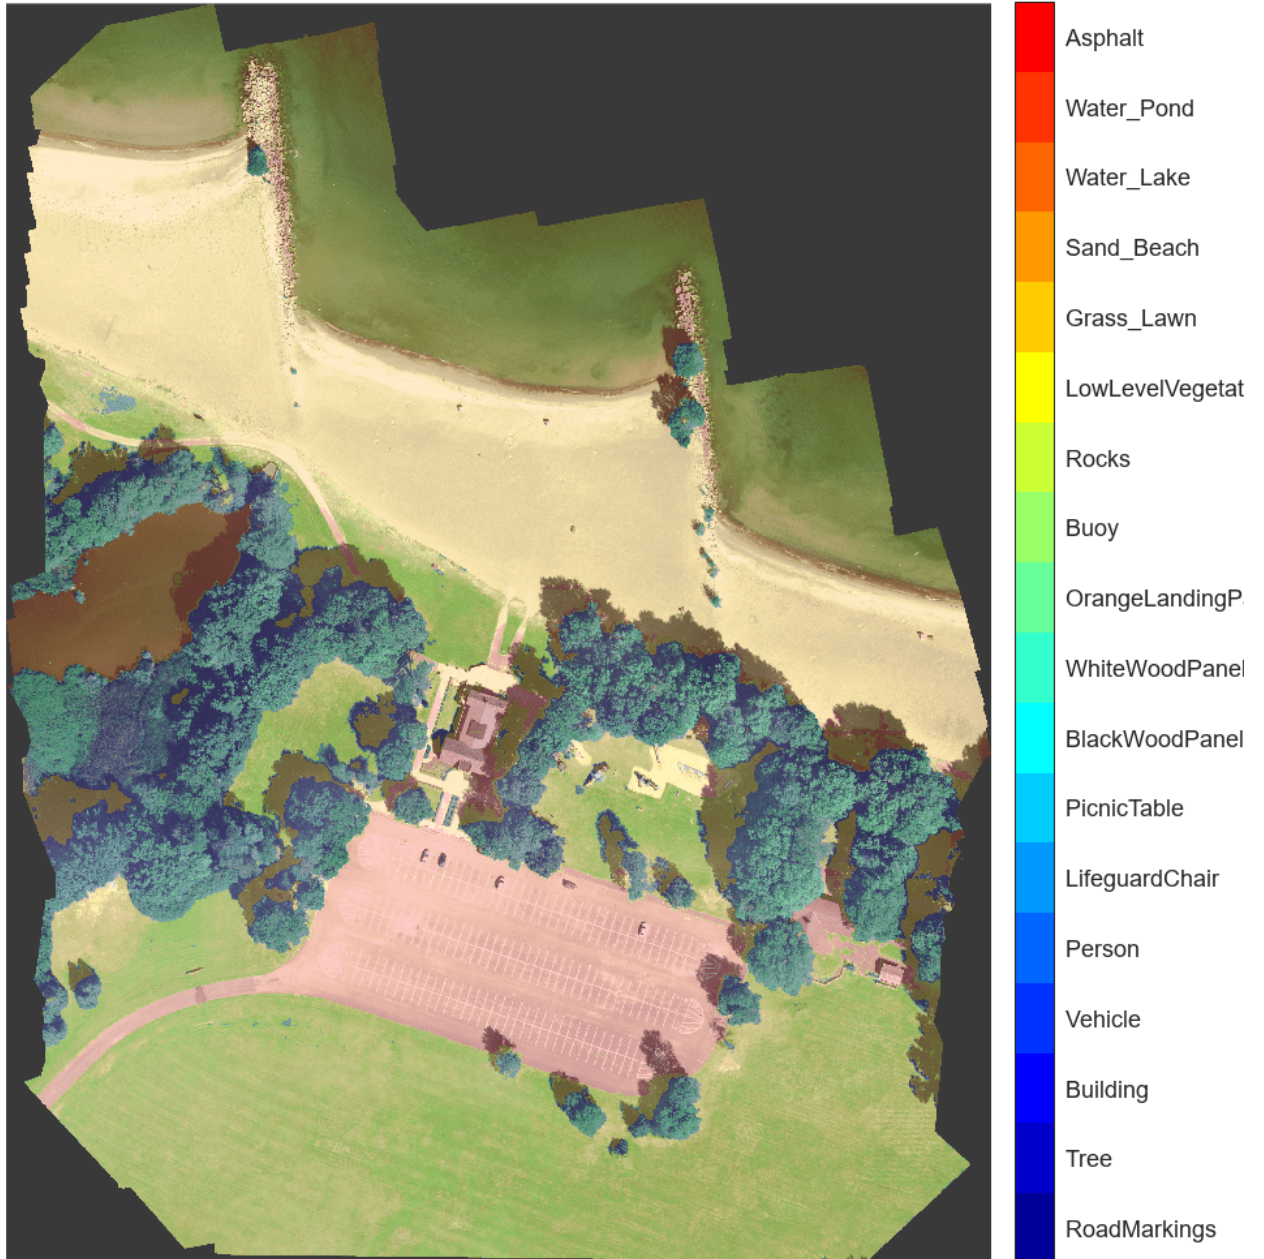 Asphalt
Water_Pond
Water_Lake
Sand_Beach
Grass_Lawn
LowLevelVegetat
Rocks
Buoy
OrangeLandingP
WhiteWoodPanel
BlackWoodPanel
PicnicTable
LifeguardChair
Person
Vehicle
Building
Tree
RoadMarkings